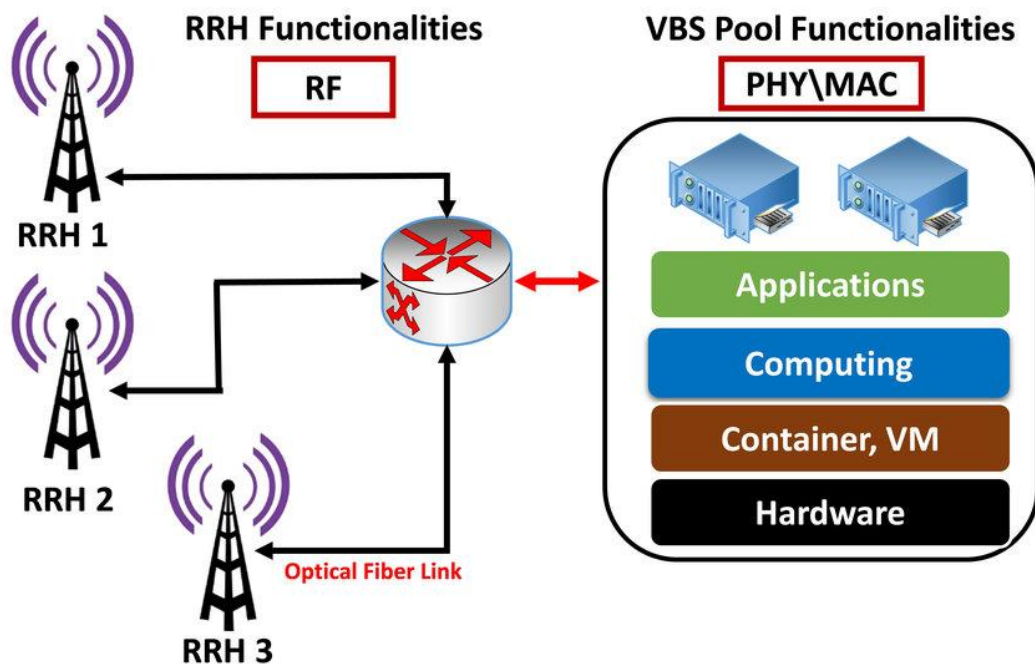 RRH Functionalities
RF
VBS Pool Functionalities
PHY\MAC
RRH 1
RRH 2
RRH 3
Optical Fiber Link
Applications
Computing
Container, VM
Hardware